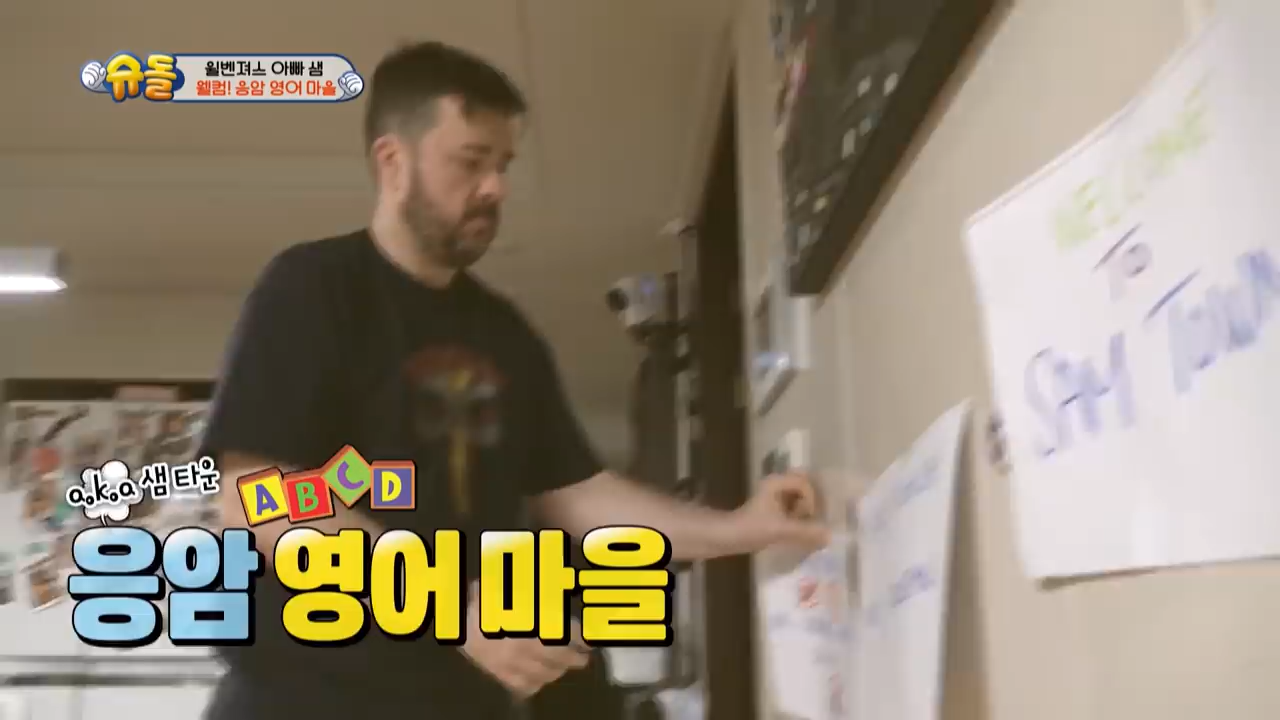 슈돌
윌벤져스 아빠 샘
웰컴! 응암 영어 마을
WELCOME
TO
SAM TOWN
a.k.a 샘 타운
ABCD
응암 영어 마을